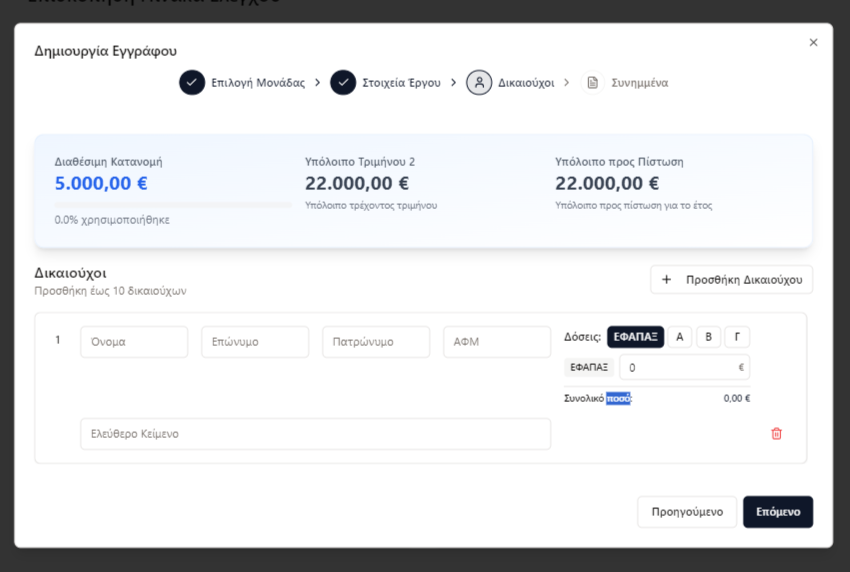 Δημιουργία Εγγράφου
Επιλογή Μονάδας
Στοιχεία Έργου
Δικαιούχοι
Συνημμένα
Διαθέσιμη Κατανομή
5.000,00 €
0.0% χρησιμοποιήθηκε
Υπόλοιπο Τριμήνου 2
22.000,00 €
Υπόλοιπο τρέχοντος τριμήνου
Υπόλοιπο προς Πίστωση
22.000,00 €
Υπόλοιπο προς πίστωση για το έτος
Δικαιούχοι
Προσθήκη έως 10 δικαιούχων
+ Προσθήκη Δικαιούχου
1
Όνομα
Επώνυμο
Πατρώνυμο
ΑΦΜ
Δόσεις: ΕΦΑΠΑΞ Α Β Γ
ΕΦΑΠΑΞ 0 €
Συνολικό ποσό: 0,00 €
Ελεύθερο Κείμενο
Προηγούμενο
Επόμενο